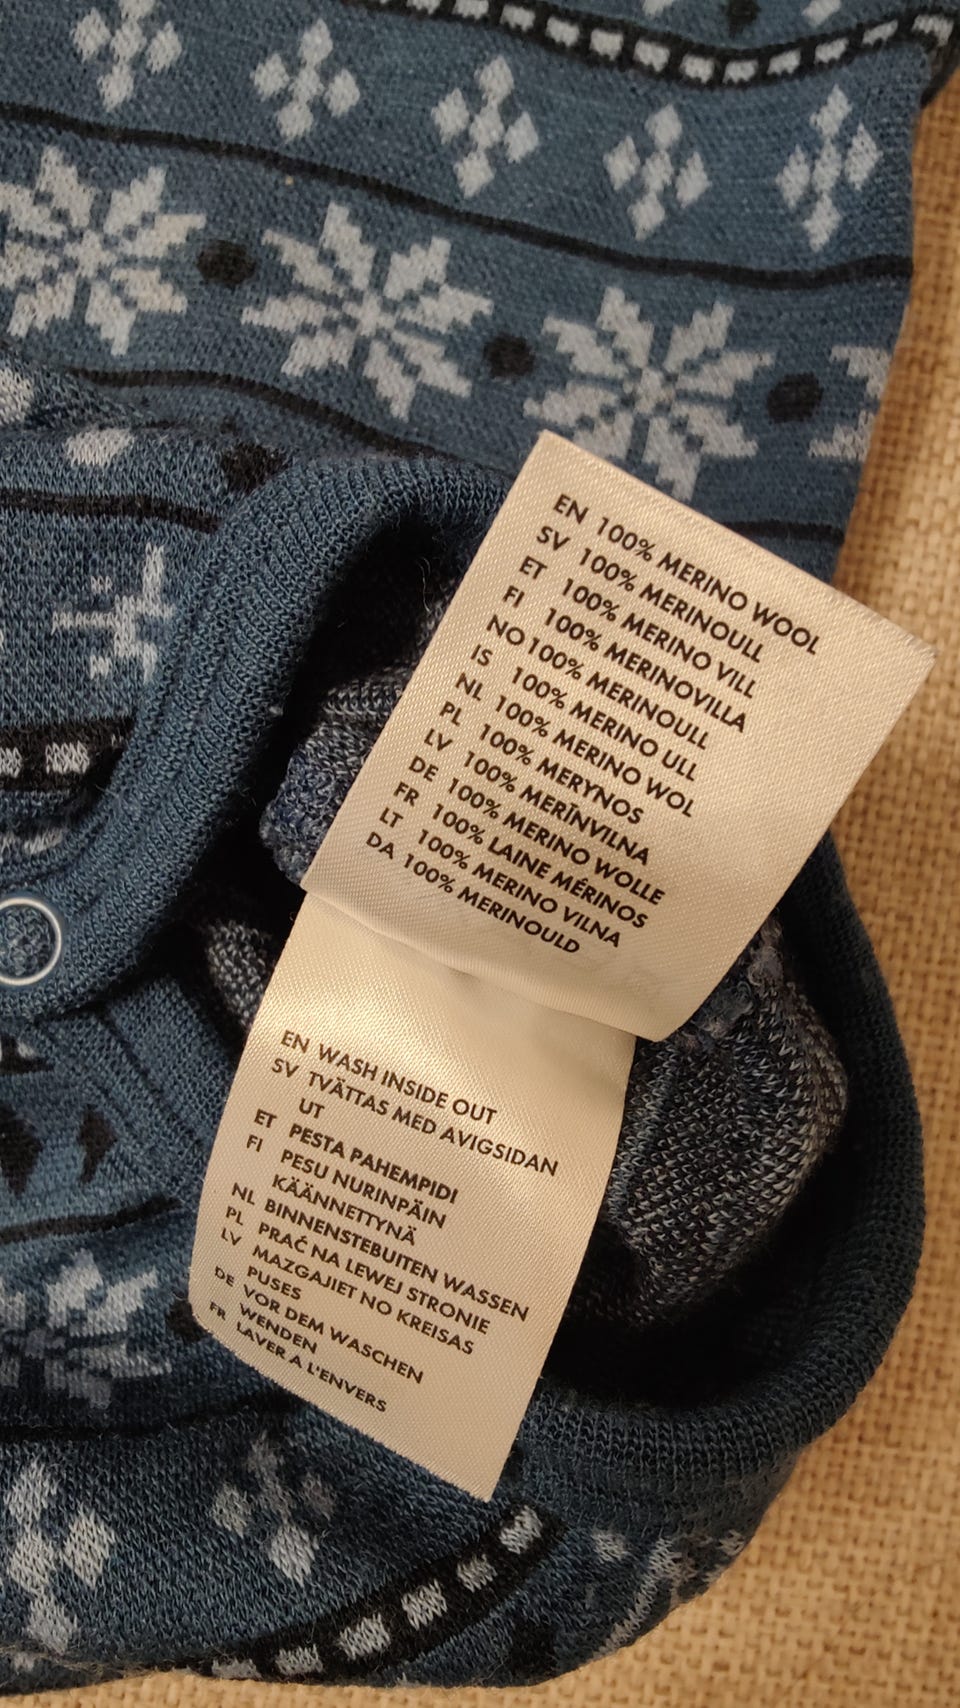 EN 100% MERINO WOOL
SV 100% MERINOULL
ET 100% MERINO VILL
FI 100% MERINOVILLA
NO 100% MERINOULL
IS 100% MERINO ULL
NL 100% MERINO WOL
PL 100% MERYNOS
LV 100% MERĪNVILNA
DE 100% MERINO WOLLE
FR 100% LAINE MÉRINOS
LT 100% MERINO VILNA
DA 100% MERINOULD
EN WASH INSIDE OUT
SV TVÄTTAS MED AVIGSIDAN
UT
ET PESTA PAHEMPIDI
FI PESU NURINPÄIN
KÄÄNNETTYNÄ
NL BINNENSTEBUITEN WASSEN
PL PRAĆ NA LEWEJ STRONIE
LV MAZGAJIET NO KREISAS
PUSES
DE VOR DEM WASCHEN
WENDEN
FR LAVER A L'ENVERS